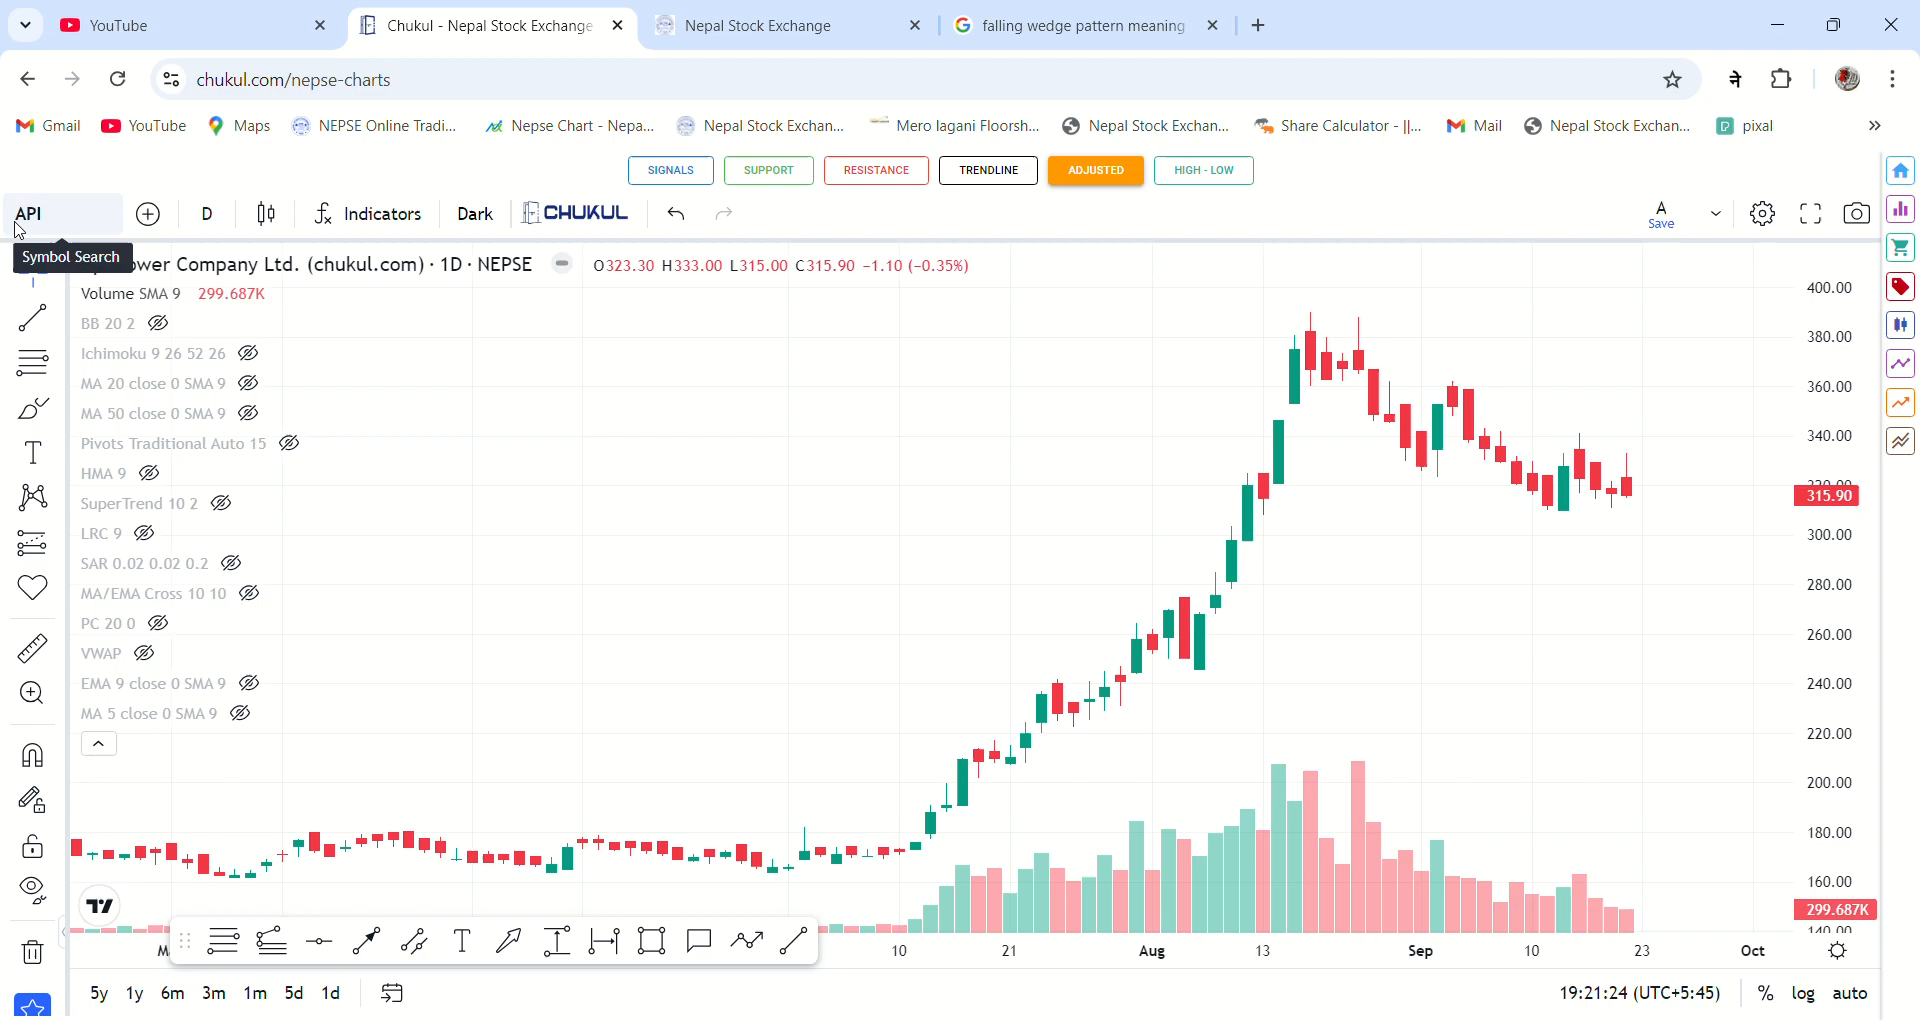 YouTube
Chukul - Nepal Stock Exchange
Nepal Stock Exchange
falling wedge pattern meaning
chukul.com/nepse-charts
ने
Gmail
YouTube
Maps
NEPSE Online Tradi...
Nepse Chart - Nepa...
Nepal Stock Exchan...
Mero lagani Floorsh...
Nepal Stock Exchan...
Share Calculator - ||...
Mail
Nepal Stock Exchan...
pixal
SIGNALS
SUPPORT
RESISTANCE
TRENDLINE
ADJUSTED
HIGH - LOW
API
D
Indicators
Dark
CHUKUL
A
Save
Symbol Search
wer Company Ltd. (chukul.com) · 1D · NEPSE
O323.30 H333.00 L315.00 C315.90 −1.10 (−0.35%)
Volume SMA 9 299.687K
BB 20 2
Ichimoku 9 26 52 26
MA 20 close 0 SMA 9
MA 50 close 0 SMA 9
Pivots Traditional Auto 15
HMA 9
SuperTrend 10 2
LRC 9
SAR 0.02 0.02 0.2
MA/EMA Cross 10 10
PC 20 0
VWAP
EMA 9 close 0 SMA 9
MA 5 close 0 SMA 9
400.00
380.00
360.00
340.00
320.00
315.90
300.00
280.00
260.00
240.00
220.00
200.00
180.00
160.00
299.687K
140.00
10
21
Aug
13
Sep
10
23
Oct
5y
1y
6m
3m
1m
5d
1d
19:21:24 (UTC+5:45)
%
log
auto